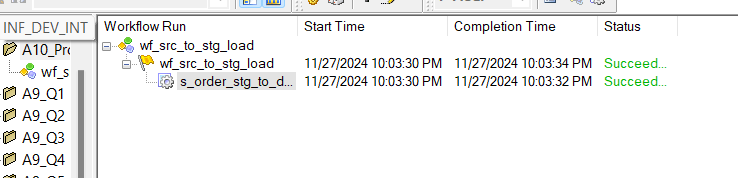 INF_DEV_INT
A10_Pro
wf_s
A9_Q1
A9_Q2
A9_Q3
A9_Q4
Workflow Run Start Time Completion Time Status
wf_src_to_stg_load
wf_src_to_stg_load 11/27/2024 10:03:30 PM 11/27/2024 10:03:34 PM Succeed...
s_order_stg_to_d... 11/27/2024 10:03:30 PM 11/27/2024 10:03:32 PM Succeed...